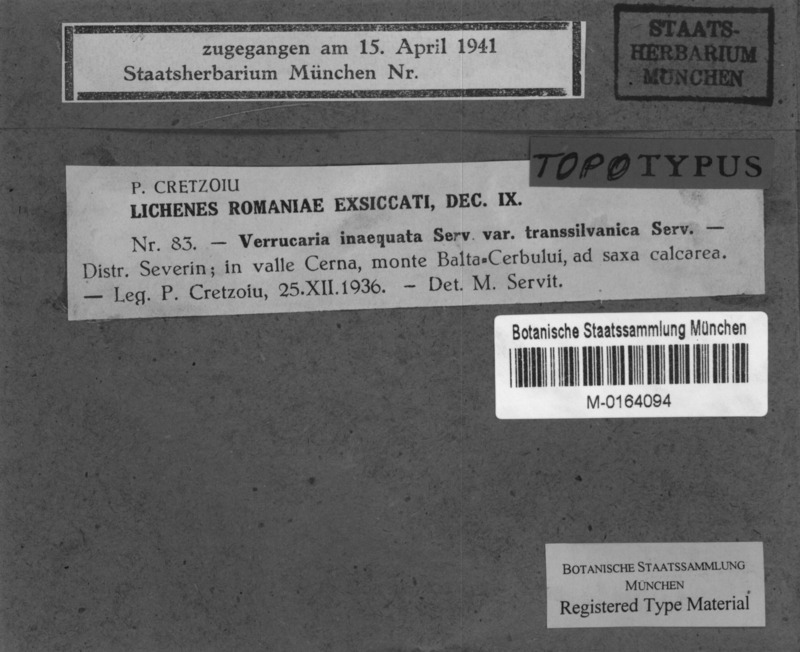 zugegangen am 15. April 1941
Staatsherbarium München Nr.
STAATS-
HERBARIUM
MÜNCHEN
TOPOTYPUS
P. CRETZOIU
LICHENES ROMANIAE EXSICCATI, DEC. IX.
Nr. 83. — Verrucaria inaequata Serv. var. transsilvanica Serv. —
Distr. Severin; in valle Cerna, monte Balta-Cerbului, ad saxa calcarea.
— Leg. P. Cretzoiu, 25.XII.1936. — Det. M. Servit.
Botanische Staatssammlung München
M-0164094
BOTANISCHE STAATSSAMMLUNG
MÜNCHEN
Registered Type Material